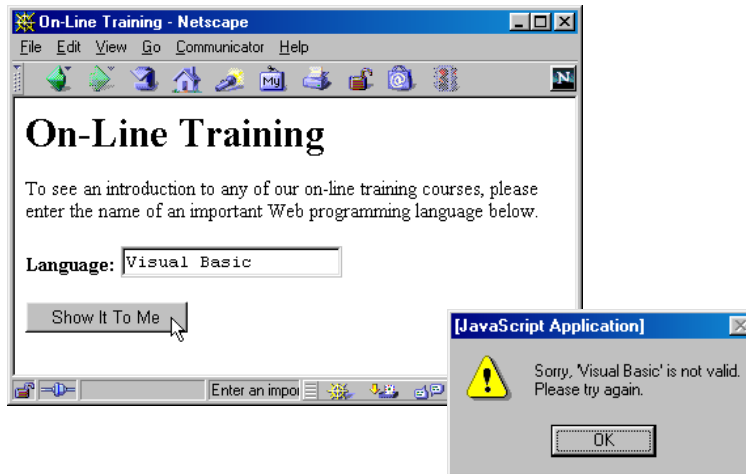 On-Line Training - Netscape
File Edit View Go Communicator Help
My N
On-Line Training
To see an introduction to any of our on-line training courses, please
enter the name of an important Web programming language below.
Language: Visual Basic
Show It To Me
Enter an impo
[JavaScript Application]
Sorry, 'Visual Basic' is not valid.
Please try again.
OK